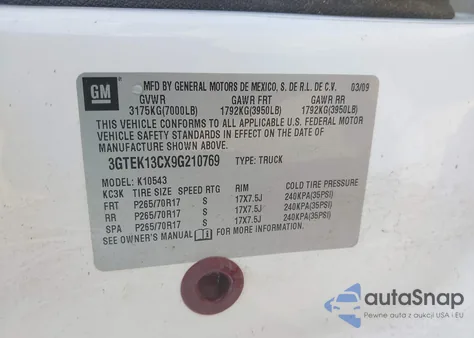 GM
MFD BY GENERAL MOTORS DE MEXICO, S. DE R.L. DE C.V. 03/09
GVWR GAWR FRT GAWR RR
3175KG(7000LB) 1792KG(3950LB) 1792KG(3950LB)
THIS VEHICLE CONFORMS TO ALL APPLICABLE U.S. FEDERAL MOTOR
VEHICLE SAFETY STANDARDS IN EFFECT ON THE DATE OF
MANUFACTURE SHOWN ABOVE.
3GTEK13CX9G210769 TYPE: TRUCK
MODEL: K10543
KC3K TIRE SIZE SPEED RTG RIM COLD TIRE PRESSURE
FRT P265/70R17 S 17X7.5J 240KPA(35PSI)
RR P265/70R17 S 17X7.5J 240KPA(35PSI)
SPA P265/70R17 S 17X7.5J 240KPA(35PSI)
SEE OWNER'S MANUAL FOR MORE INFORMATION.
autoSnap
Pewne auta z aukcji USA i EU